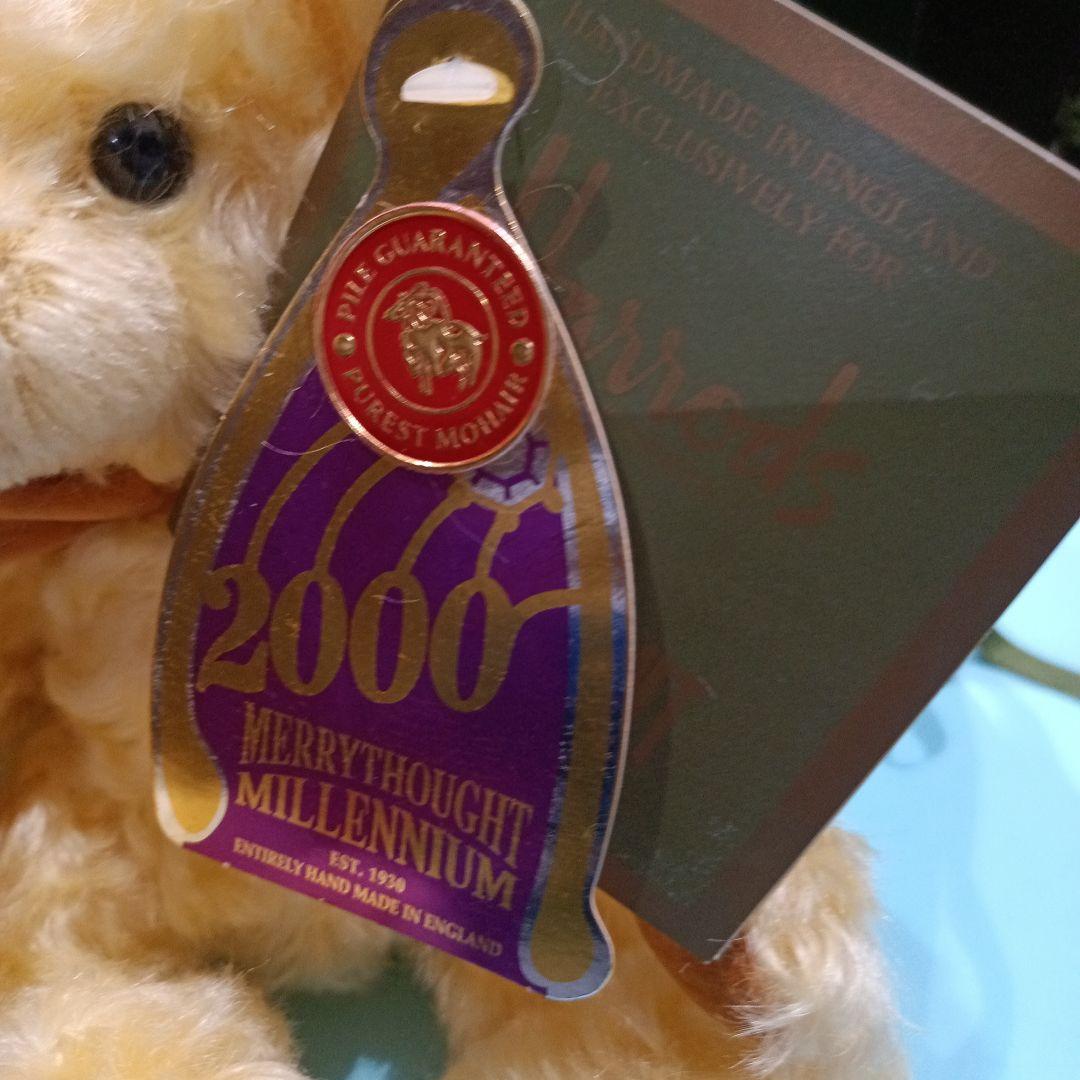 HANDMADE IN ENGLAND
EXCLUSIVELY FOR
Harrods
PILE GUARANTEED
PUREST MOHAIR
2000
MERRYTHOUGHT
MILLENNIUM
EST. 1930
ENTIRELY HAND MADE IN ENGLAND